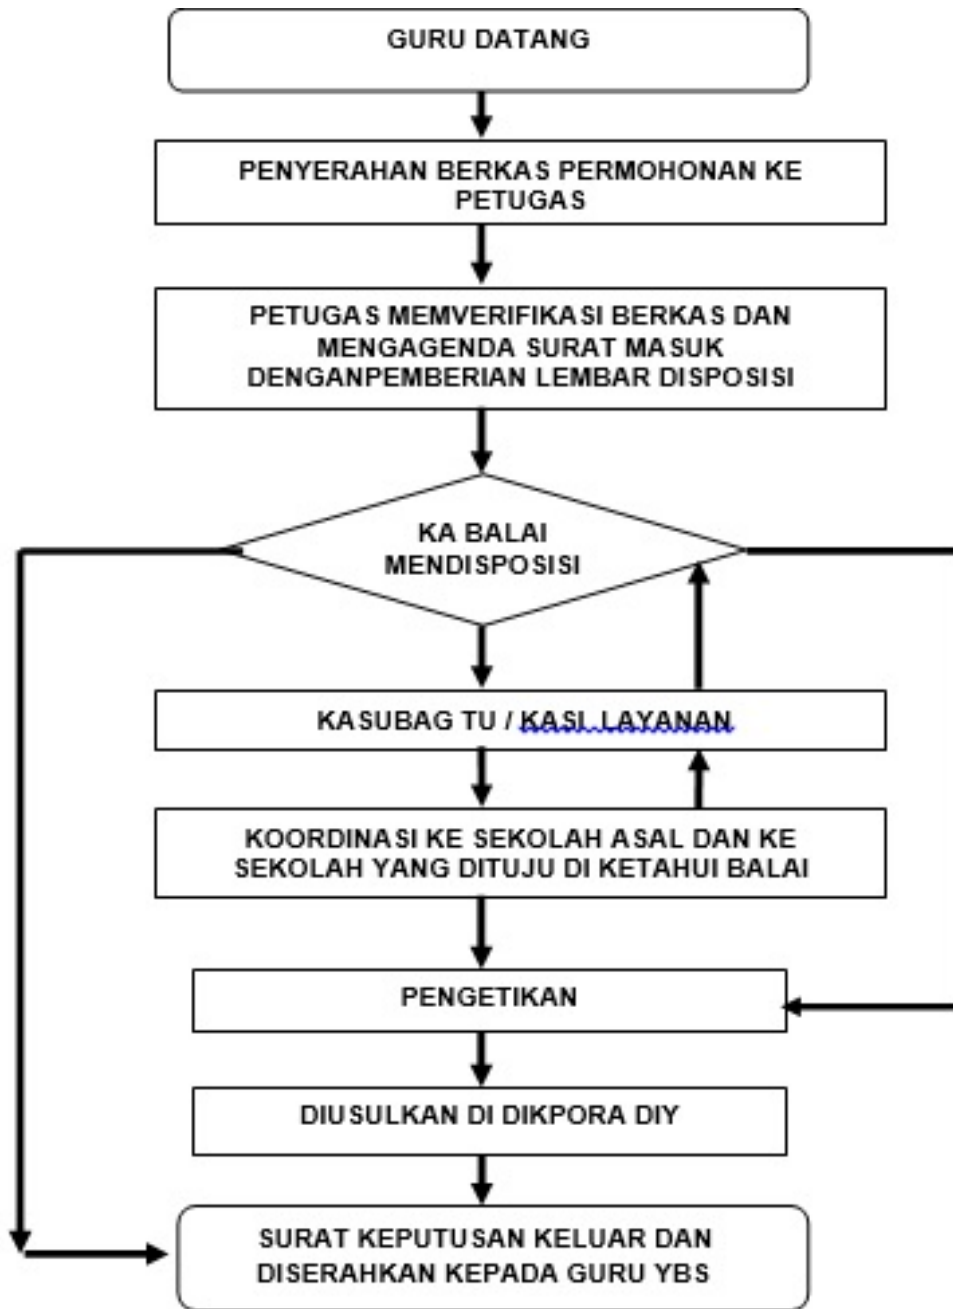 GURU DATANG
PENYERAHAN BERKAS PERMOHONAN KE
PETUGAS
PETUGAS MEMVERIFIKASI BERKAS DAN
MENGAGENDA SURAT MASUK
DENGANPEMBERIAN LEMBAR DISPOSISI
KA BALAI
MENDISPOSISI
KASUBAG TU / KASI LAYANAN
KOORDINASI KE SEKOLAH ASAL DAN KE
SEKOLAH YANG DITUJU DI KETAHUI BALAI
PENGETIKAN
DIUSULKAN DI DIKPORA DIY
SURAT KEPUTUSAN KELUAR DAN
DISERAHKAN KEPADA GURU YBS